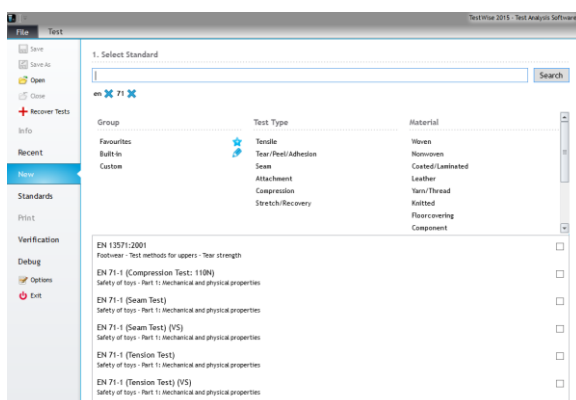 TestWise 2015 - Test Analysis Software
File Test
Save
Save As
Open
Close
Recover Tests
Info
Recent
New
Standards
Print
Verification
Debug
Options
Exit
1. Select Standard
Search
en 71
Group Test Type Material
Favourites Tensile Woven
Built-in Tear/Peel/Adhesion Nonwoven
Custom Seam Coated/Laminated
Attachment Leather
Compression Yarn/Thread
Stretch/Recovery Knitted
Floorcovering
Component
EN 13571:2001
Footwear - Test methods for uppers - Tear strength
EN 71-1 (Compression Test: 110N)
Safety of toys - Part 1: Mechanical and physical properties
EN 71-1 (Seam Test)
Safety of toys - Part 1: Mechanical and physical properties
EN 71-1 (Seam Test) (VS)
Safety of toys - Part 1: Mechanical and physical properties
EN 71-1 (Tension Test)
Safety of toys - Part 1: Mechanical and physical properties
EN 71-1 (Tension Test) (VS)
Safety of toys - Part 1: Mechanical and physical properties